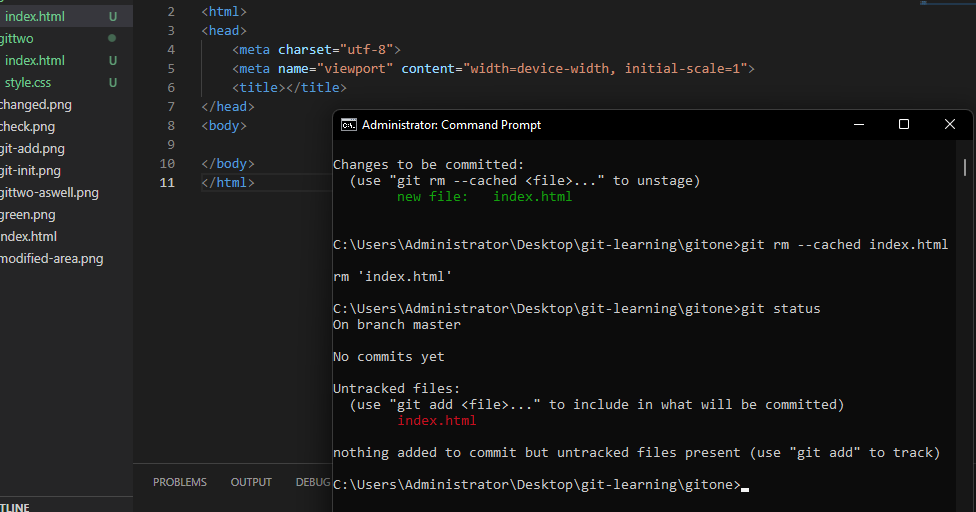 index.html U
gittwo
index.html U
style.css U
changed.png
check.png
git-add.png
git-init.png
gittwo-aswell.png
green.png
index.html
modified-area.png
TLINE
2 <html>
3 <head>
4 <meta charset="utf-8">
5 <meta name="viewport" content="width=device-width, initial-scale=1">
6 <title></title>
7 </head>
8 <body>
9
10 </body>
11 </html>
PROBLEMS OUTPUT DEBUG
Administrator: Command Prompt
Changes to be committed:
(use "git rm --cached <file>..." to unstage)
new file: index.html
C:\Users\Administrator\Desktop\git-learning\gitone>git rm --cached index.html
rm 'index.html'
C:\Users\Administrator\Desktop\git-learning\gitone>git status
On branch master
No commits yet
Untracked files:
(use "git add <file>..." to include in what will be committed)
index.html
nothing added to commit but untracked files present (use "git add" to track)
C:\Users\Administrator\Desktop\git-learning\gitone>